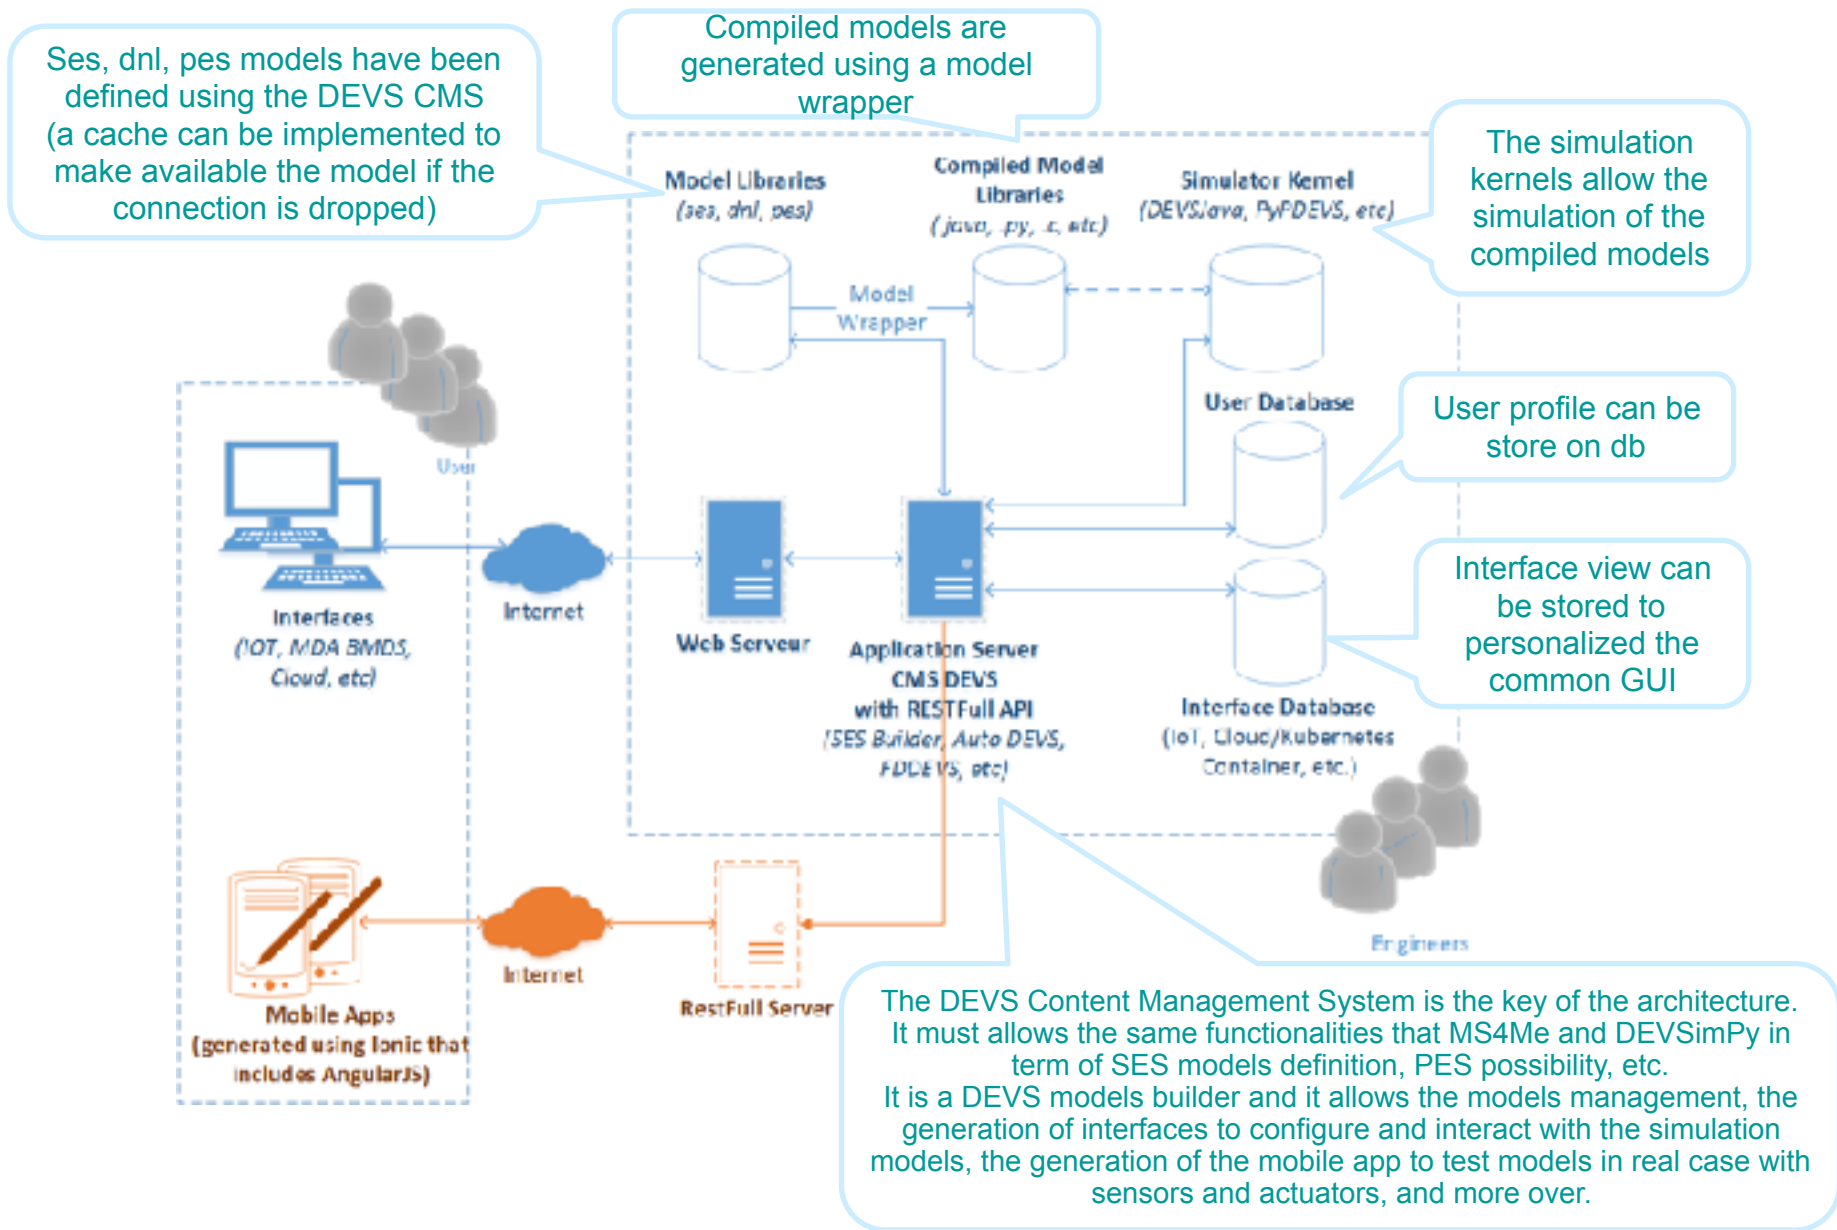 Compiled models are
generated using a model
wrapper
Ses, dnl, pes models have been
defined using the DEVS CMS
(a cache can be implemented to
make available the model if the
connection is dropped)
The simulation
kernels allow the
simulation of the
compiled models
Model Libraries
(ses, dnl, pes)
Compiled Model
Libraries
(.java, .py, .c, etc)
Simulator Kernel
(DEVSJava, PyPDEVS, etc)
Model
Wrapper
User Database
User profile can be
store on db
User
Interface view can
be stored to
personalized the
common GUI
Interfaces
(IOT, MDA BMDS,
Cloud, etc)
Internet
Web Serveur
Application Server
CMS DEVS
with RESTFull API
(SES Builder, Auto DEVS,
FDDEVS, etc)
Interface Database
(IoT, Cloud/Kubernetes
Container, etc.)
Engineers
Internet
RestFull Server
Mobile Apps
(generated using Ionic that
includes AngularJS)
The DEVS Content Management System is the key of the architecture.
It must allows the same functionalities that MS4Me and DEVSimPy in
term of SES models definition, PES possibility, etc.
It is a DEVS models builder and it allows the models management, the
generation of interfaces to configure and interact with the simulation
models, the generation of the mobile app to test models in real case with
sensors and actuators, and more over.